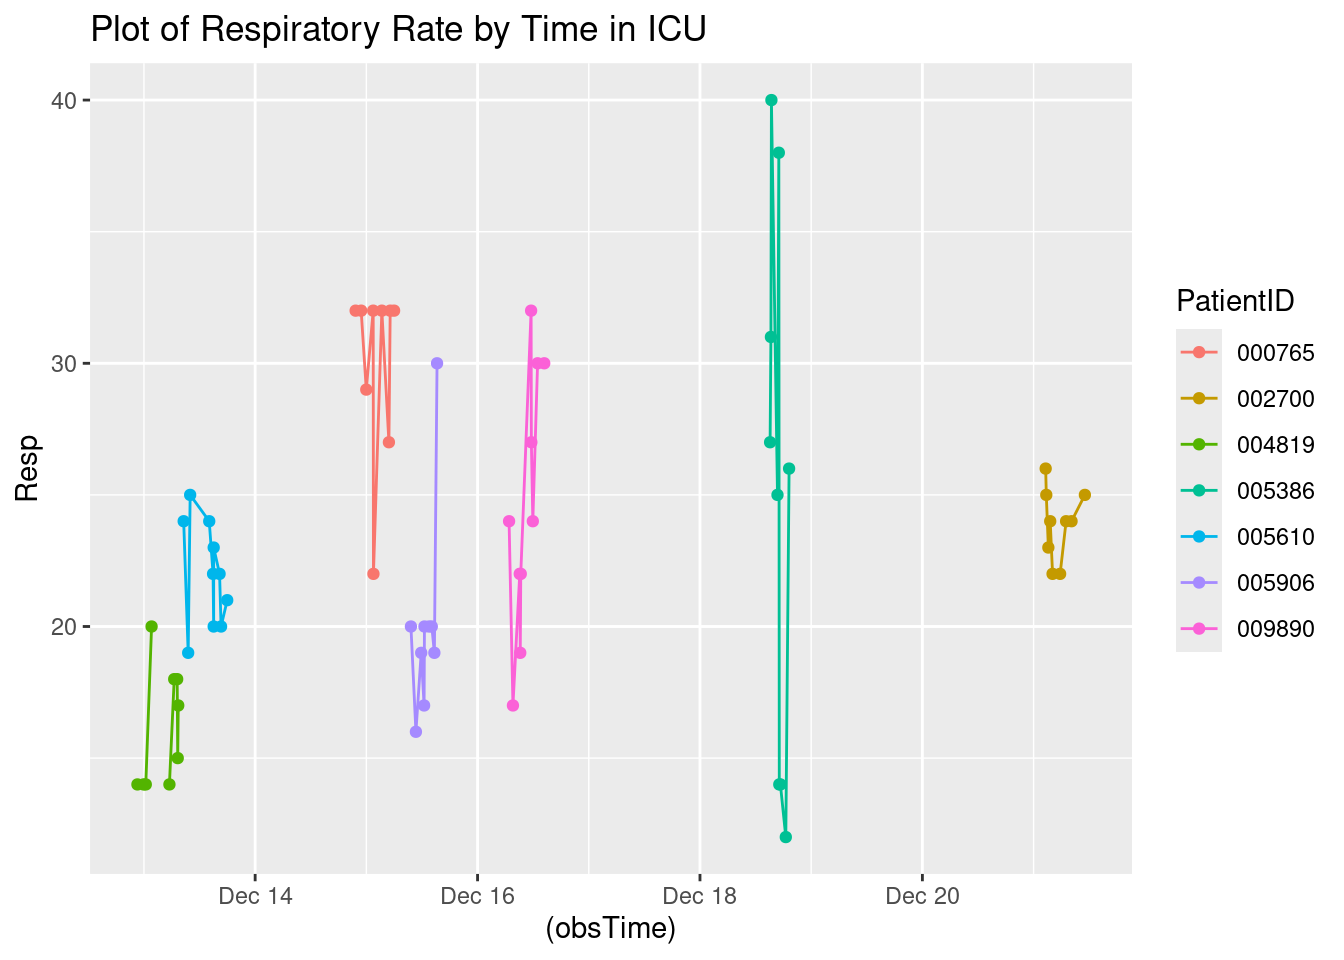 Plot of Respiratory Rate by Time in ICU
40
30
20
Resp
Dec 14
Dec 16
Dec 18
Dec 20
(obsTime)
PatientID
000765
002700
004819
005386
005610
005906
009890